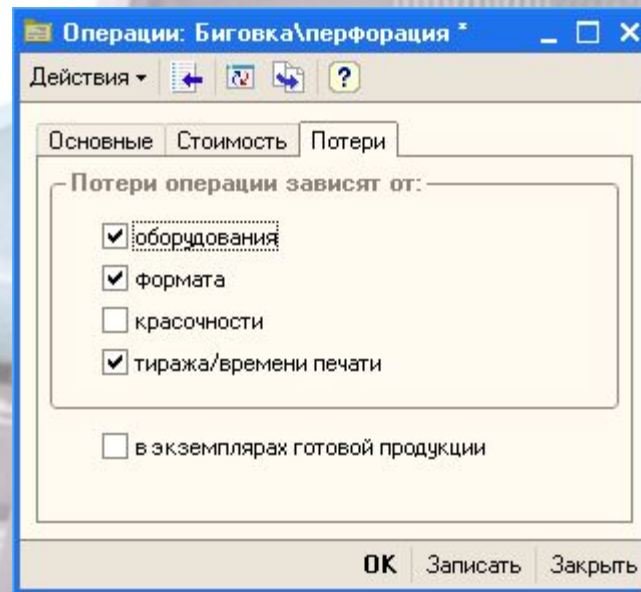 Операции: Биговка\перфорация *
Действия
Основные Стоимость Потери
Потери операции зависят от:
оборудования
формата
красочности
тиража/времени печати
в экземплярах готовой продукции
ОК Записать Закрыть